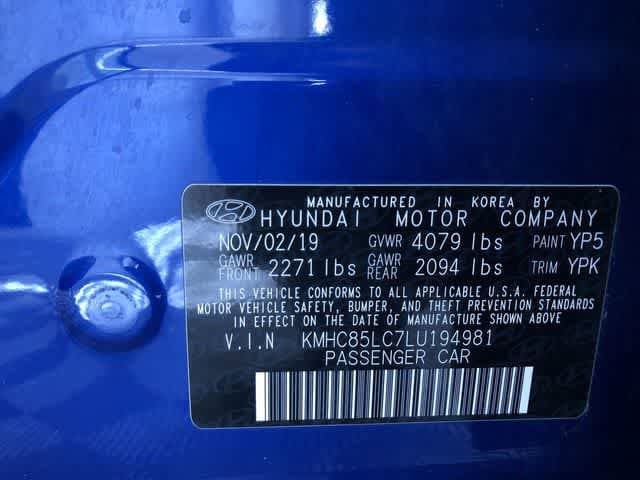 MANUFACTURED IN KOREA BY
HYUNDAI MOTOR COMPANY
NOV/02/19 GVWR 4079 lbs PAINT YP5
GAWR FRONT 2271 lbs GAWR REAR 2094 lbs TRIM YPK
THIS VEHICLE CONFORMS TO ALL APPLICABLE U.S.A. FEDERAL
MOTOR VEHICLE SAFETY, BUMPER, AND THEFT PREVENTION STANDARDS
IN EFFECT ON THE DATE OF MANUFACTURE SHOWN ABOVE
V.I.N KMHC85LC7LU194981
PASSENGER CAR